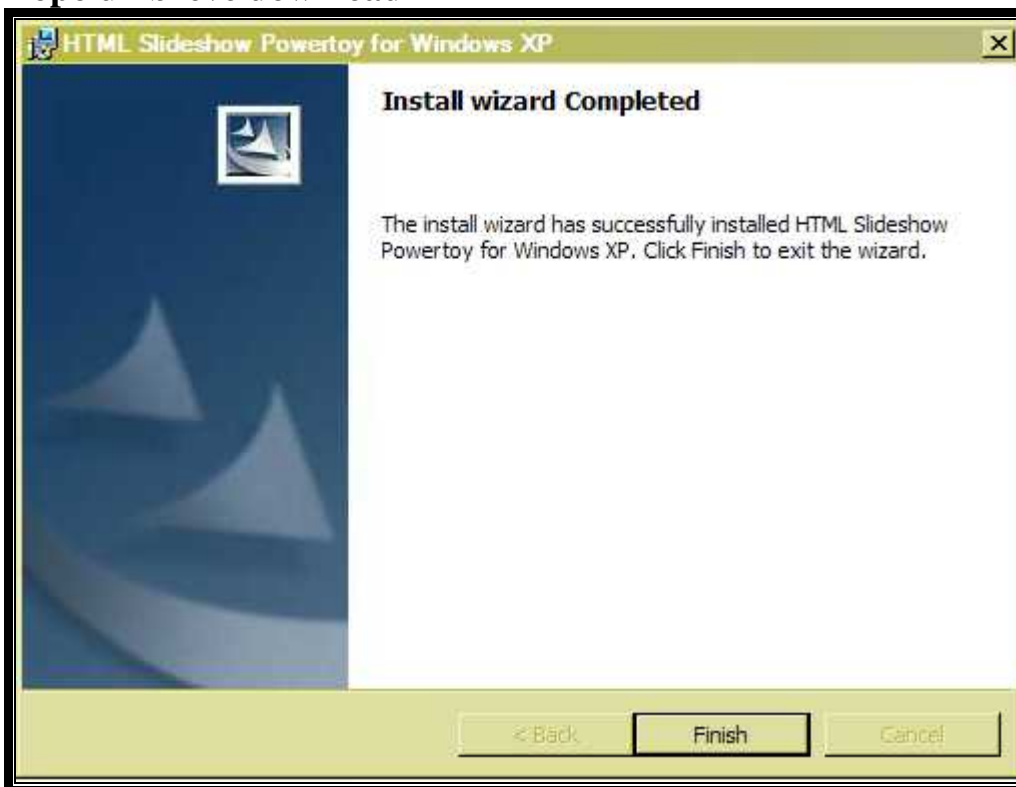 HTML Slideshow Powertoy for Windows XP
Install wizard Completed
The install wizard has successfully installed HTML Slideshow
Powertoy for Windows XP. Click Finish to exit the wizard.
< Back
Finish
Cancel